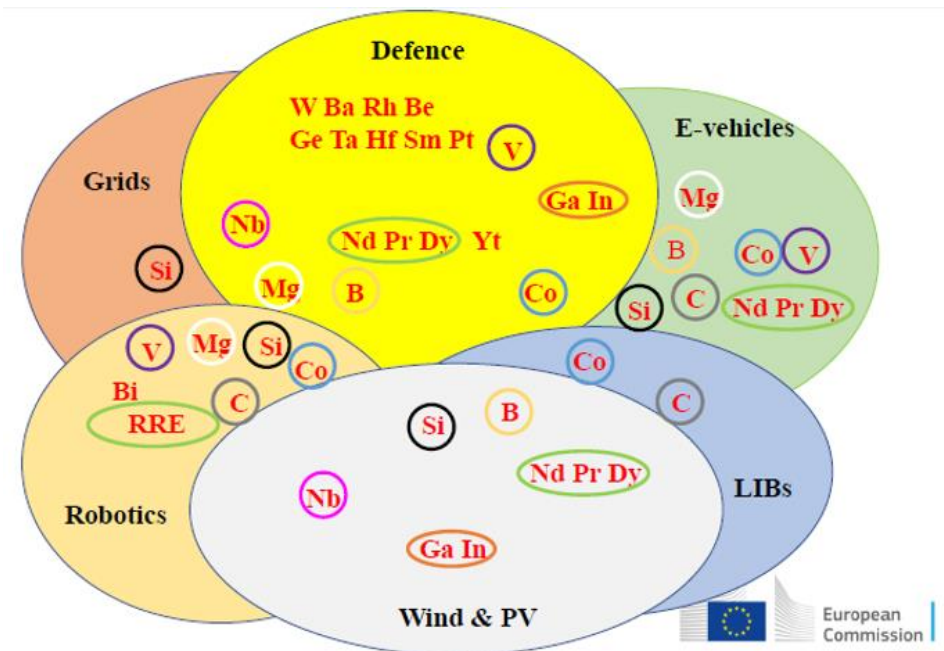 Defence
W Ba Rh Be
Ge Ta Hf Sm Pt
V
E-vehicles
Grids
Ga In
Mg
Nb
Nd Pr Dy Yt
B
Co V
Si
Mg
B
Co
Si
C
Nd Pr Dy
V
Mg
Si
Co
Co
Bi
C
C
RRE
Si
B
Nd Pr Dy
LIBs
Nb
Robotics
Ga In
Wind & PV
European
Commission